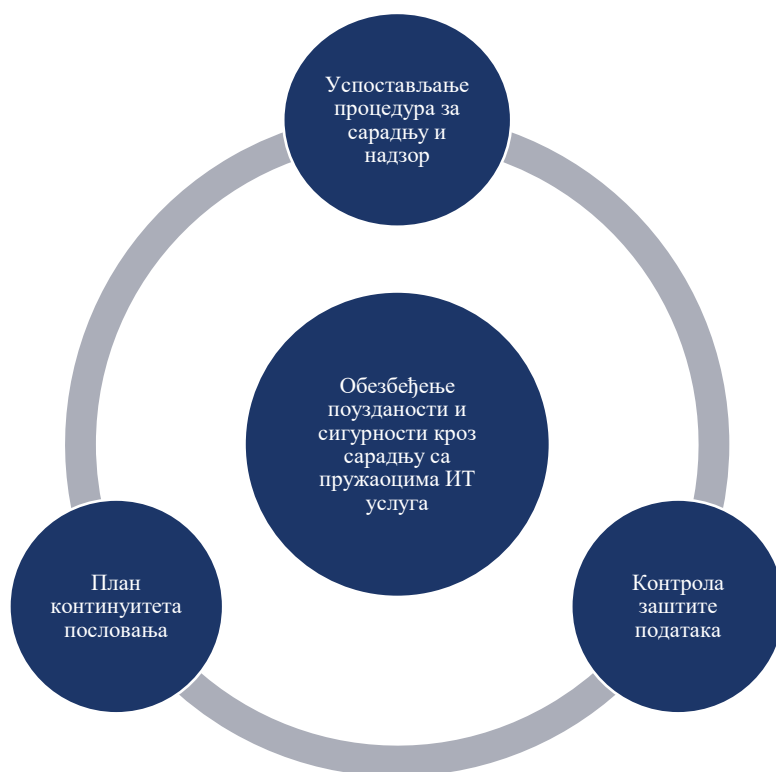 Успостављање
процедура за
сарадњу и
надзор
Обезбеђење
поузданости и
сигурности кроз
сарадњу са
пружаоцима ИТ
услуга
План
континуитета
пословања
Контрола
заштите
података